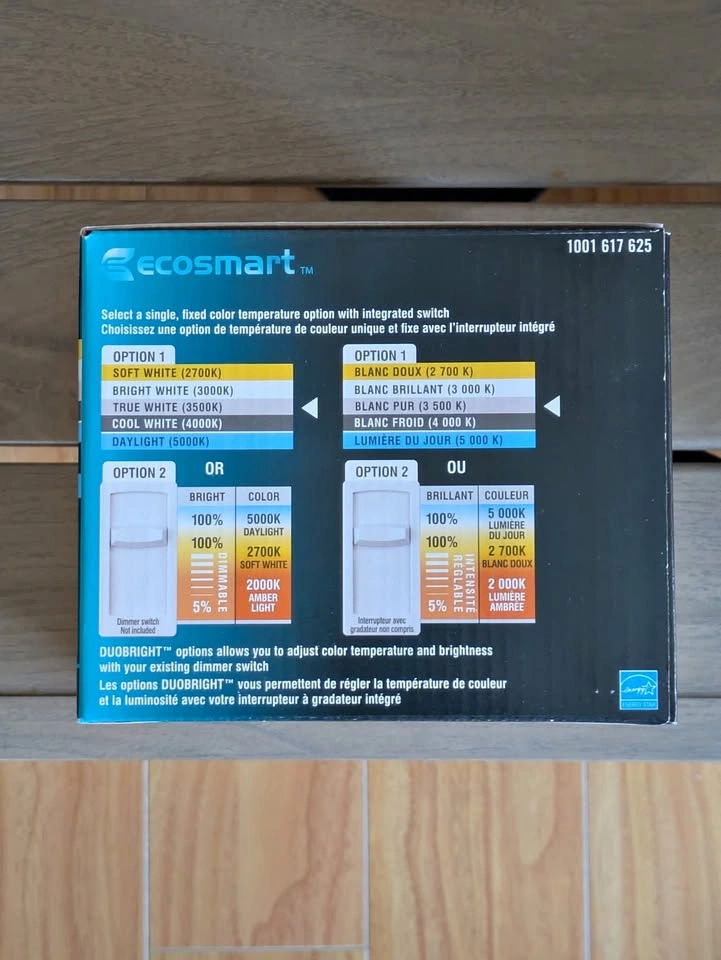 ecosmart™
1001 617 625
Select a single, fixed color temperature option with integrated switch
Choisissez une option de température de couleur unique et fixe avec l'interrupteur intégré
OPTION 1
SOFT WHITE (2700K)
BRIGHT WHITE (3000K)
TRUE WHITE (3500K)
COOL WHITE (4000K)
DAYLIGHT (5000K)
OPTION 1
BLANC DOUX (2 700 K)
BLANC BRILLANT (3 000 K)
BLANC PUR (3 500 K)
BLANC FROID (4 000 K)
LUMIÈRE DU JOUR (5 000 K)
OR
OPTION 2
Dimmer switch
Not included
BRIGHT
100%
100%
DIMMABLE
5%
COLOR
5000K
DAYLIGHT
2700K
SOFT WHITE
2000K
AMBER
LIGHT
OU
OPTION 2
Interrupteur avec
gradateur non compris
BRILLANT
100%
100%
INTENSITÉ
RÉGLABLE
5%
COULEUR
5 000K
LUMIÈRE
DU JOUR
2 700K
BLANC DOUX
2 000K
LUMIÈRE
AMBRÉE
DUOBRIGHT™ options allows you to adjust color temperature and brightness
with your existing dimmer switch
Les options DUOBRIGHT™ vous permettent de régler la température de couleur
et la luminosité avec votre interrupteur à gradateur intégré
ENERGY STAR